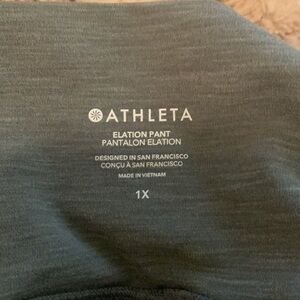 ATHLETA
ELATION PANT
PANTALON ELATION
DESIGNED IN SAN FRANCISCO
CONÇU À SAN FRANCISCO
MADE IN VIETNAM
1X